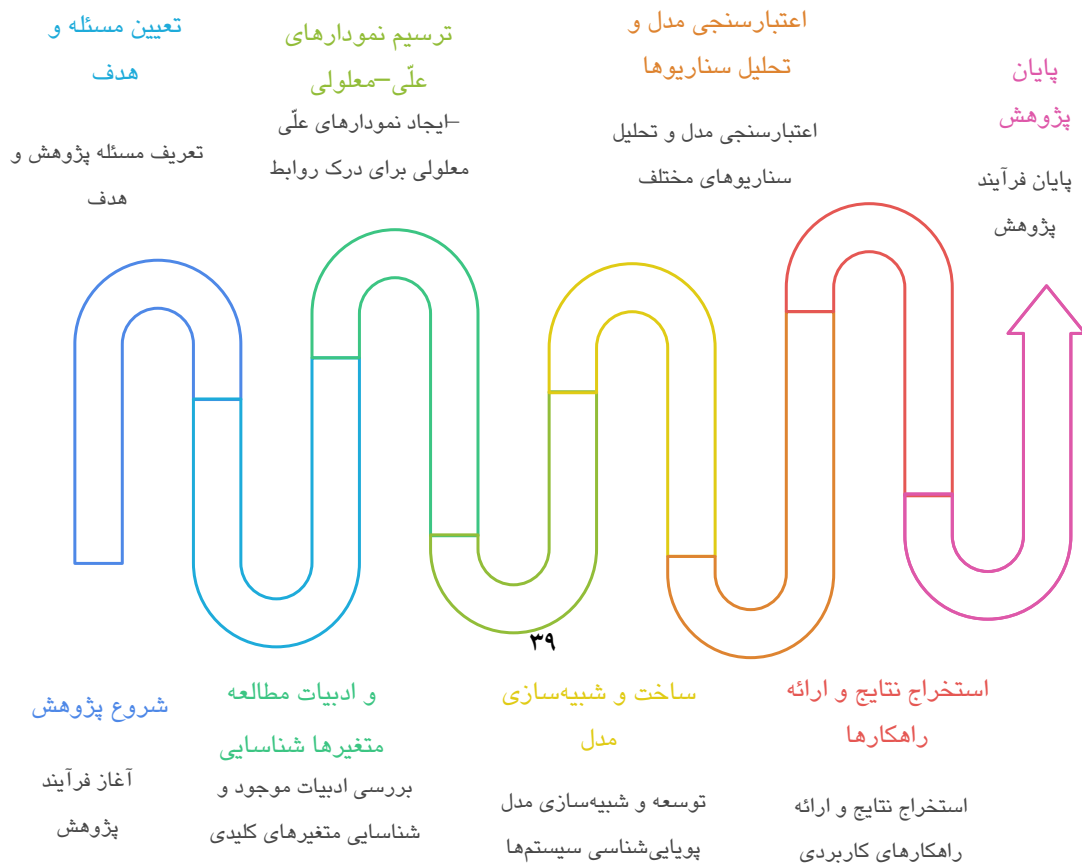 تعیین مسئله و
هدف
تعریف مسئله پژوهش و
هدف
ترسیم نمودارهای
علّی–معلولی
–ایجاد نمودارهای علّی
معلولی برای درک روابط
اعتبارسنجی مدل و
تحلیل سناریوها
اعتبارسنجی مدل و تحلیل
سناریوهای مختلف
پایان
پژوهش
پایان فرآیند
پژوهش
۳۹
شروع پژوهش
آغاز فرآیند
پژوهش
و ادبیات مطالعه
متغیرها شناسایی
بررسی ادبیات موجود و
شناسایی متغیرهای کلیدی
ساخت و شبیه‌سازی
مدل
توسعه و شبیه‌سازی مدل
پویایی‌شناسی سیستم‌ها
استخراج نتایج و ارائه
راهکارها
استخراج نتایج و ارائه
راهکارهای کاربردی